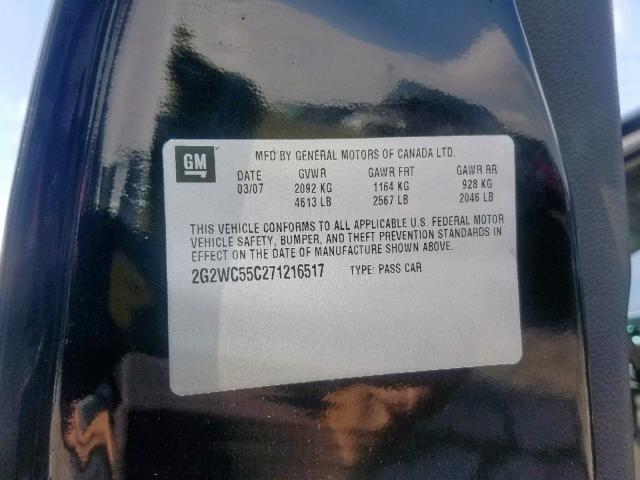 GM MFD BY GENERAL MOTORS OF CANADA LTD.
DATE GVWR GAWR FRT GAWR RR
03/07 2092 KG 1164 KG 928 KG
4613 LB 2567 LB 2046 LB
THIS VEHICLE CONFORMS TO ALL APPLICABLE U.S. FEDERAL MOTOR
VEHICLE SAFETY, BUMPER, AND THEFT PREVENTION STANDARDS IN
EFFECT ON THE DATE OF MANUFACTURE SHOWN ABOVE.
2G2WC55C271216517 TYPE: PASS CAR